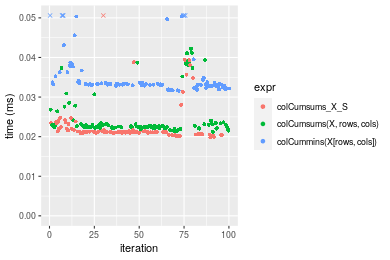 0.05
0.04
0.03
0.02
0.01
0.00
time (ms)
0
25
50
75
100
iteration
expr
colCumsums_X_S
colCumsums(X, rows, cols)
colCummins(X[rows, cols])